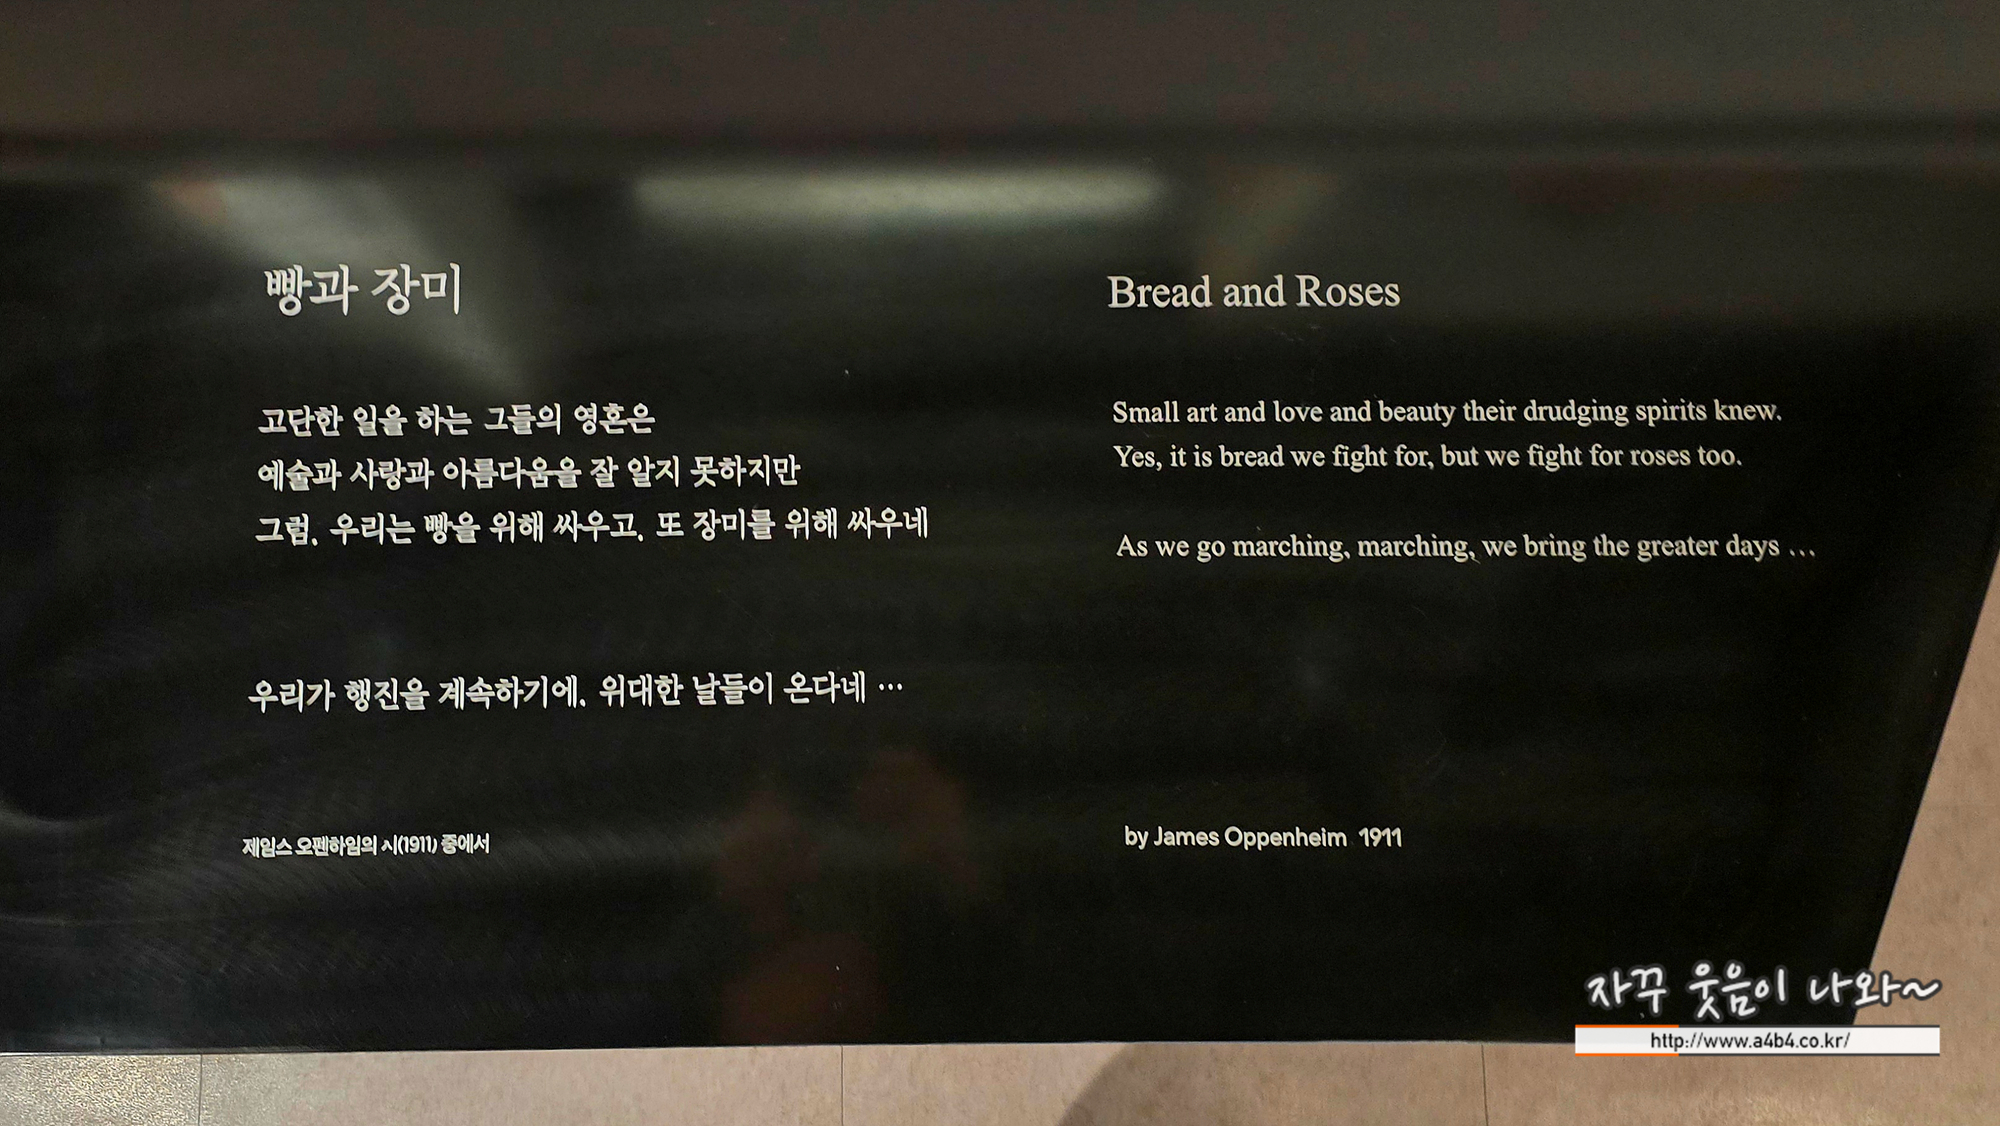 빵과 장미
고단한 일을 하는 그들의 영혼은
예술과 사랑과 아름다움을 잘 알지 못하지만
그럼, 우리는 빵을 위해 싸우고, 또 장미를 위해 싸우네
우리가 행진을 계속하기에, 위대한 날들이 온다네 …
제임스 오펜하임의 시(1911) 중에서
Bread and Roses
Small art and love and beauty their drudging spirits knew.
Yes, it is bread we fight for, but we fight for roses too.
As we go marching, marching, we bring the greater days …
by James Oppenheim 1911
자꾸 웃음이 나와~
http://www.a4b4.co.kr/